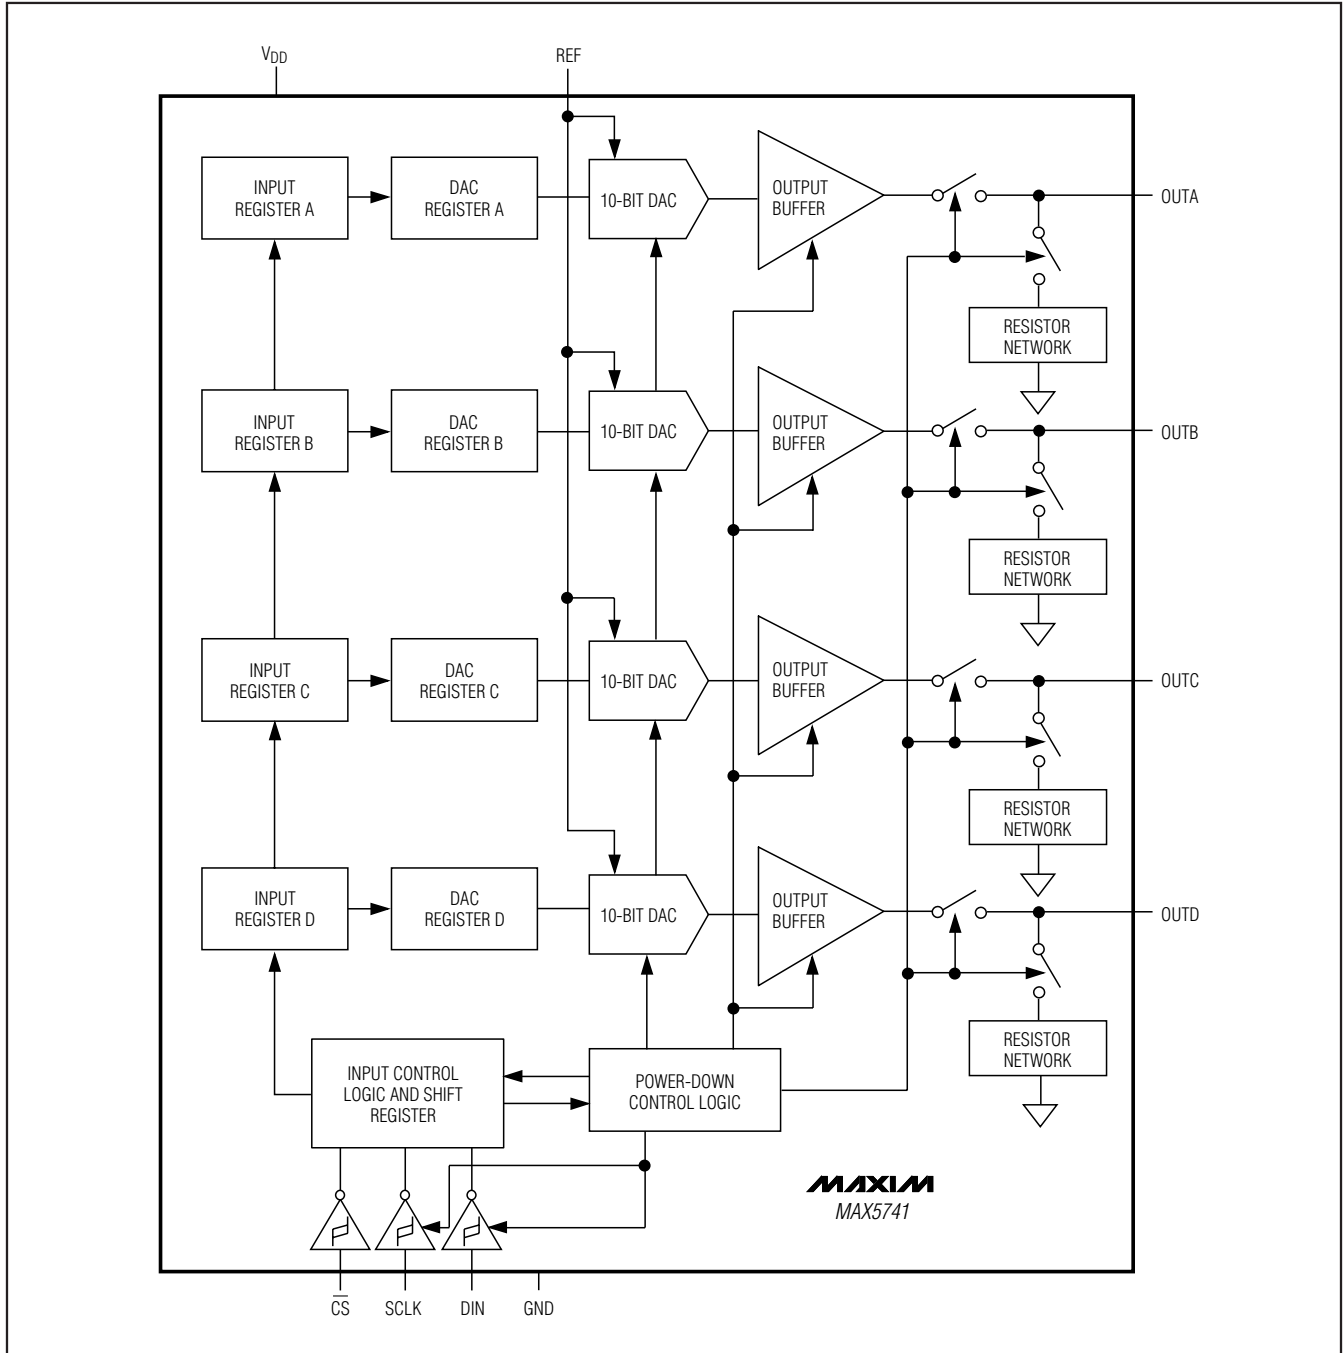 VDD
REF
INPUT
REGISTER A
DAC
REGISTER A
10-BIT DAC
OUTPUT
BUFFER
OUTA
RESISTOR
NETWORK
INPUT
REGISTER B
DAC
REGISTER B
10-BIT DAC
OUTPUT
BUFFER
OUTB
RESISTOR
NETWORK
INPUT
REGISTER C
DAC
REGISTER C
10-BIT DAC
OUTPUT
BUFFER
OUTC
RESISTOR
NETWORK
INPUT
REGISTER D
DAC
REGISTER D
10-BIT DAC
OUTPUT
BUFFER
OUTD
RESISTOR
NETWORK
INPUT CONTROL
LOGIC AND SHIFT
REGISTER
POWER-DOWN
CONTROL LOGIC
MAXIM
MAX5741
C̅S̅
SCLK
DIN
GND